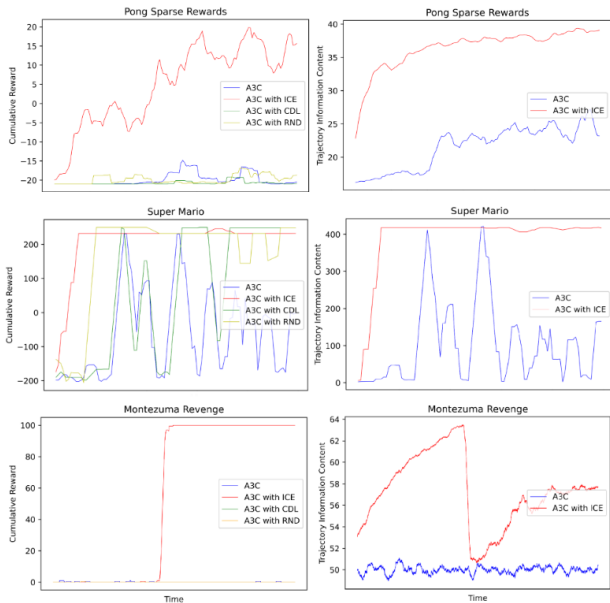 Pong Sparse Rewards
Cumulative Reward
20
15
10
5
0
−5
−10
−15
−20
A3C
A3C with ICE
A3C with CDL
A3C with RND
Pong Sparse Rewards
Trajectory Information Content
40
35
30
25
20
A3C
A3C with ICE
Super Mario
Cumulative Reward
200
100
0
−100
−200
A3C
A3C with ICE
A3C with CDL
A3C with RND
Super Mario
Trajectory Information Content
400
300
200
100
0
A3C
A3C with ICE
Montezuma Revenge
Cumulative Reward
100
80
60
40
20
0
A3C
A3C with ICE
A3C with CDL
A3C with RND
Time
Montezuma Revenge
Trajectory Information Content
64
62
60
58
56
54
52
50
A3C
A3C with ICE
Time